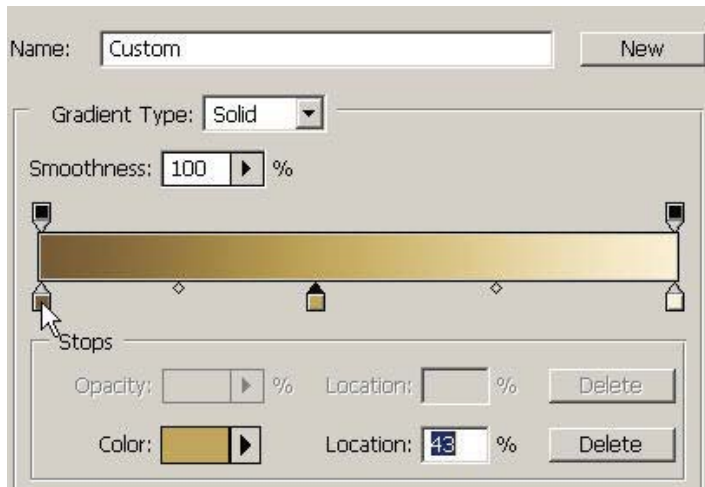 Name: Custom New
Gradient Type: Solid
Smoothness: 100 %
Stops
Opacity: % Location: % Delete
Color: Location: 43 % Delete